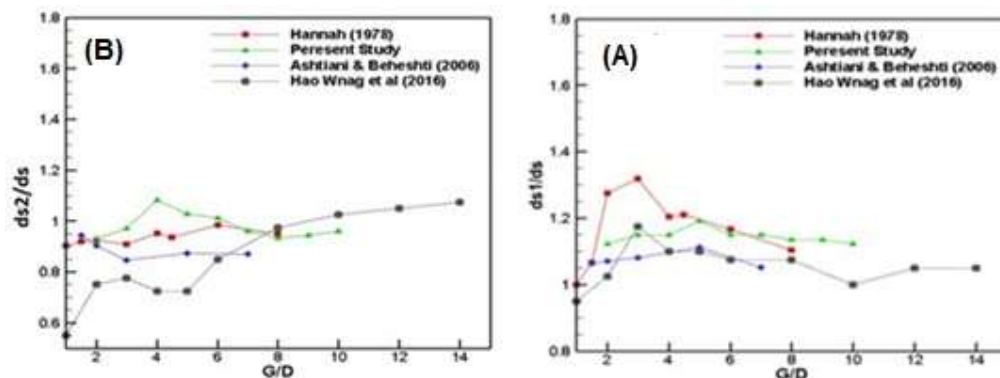 (B)
Hannah (1978)
Peresent Study
Ashtiani & Beheshti (2006)
Hao Wnag et al (2016)
ds2/ds
1.8
1.6
1.4
1.2
1
0.8
0.6
2 4 6 8 10 12 14
G/D
(A)
Hannah (1978)
Peresent Study
Ashtiani & Beheshti (2006)
Hao Wnag et al (2016)
ds1/ds
1.8
1.6
1.4
1.2
1
0.8
2 4 6 8 10 12 14
G/D